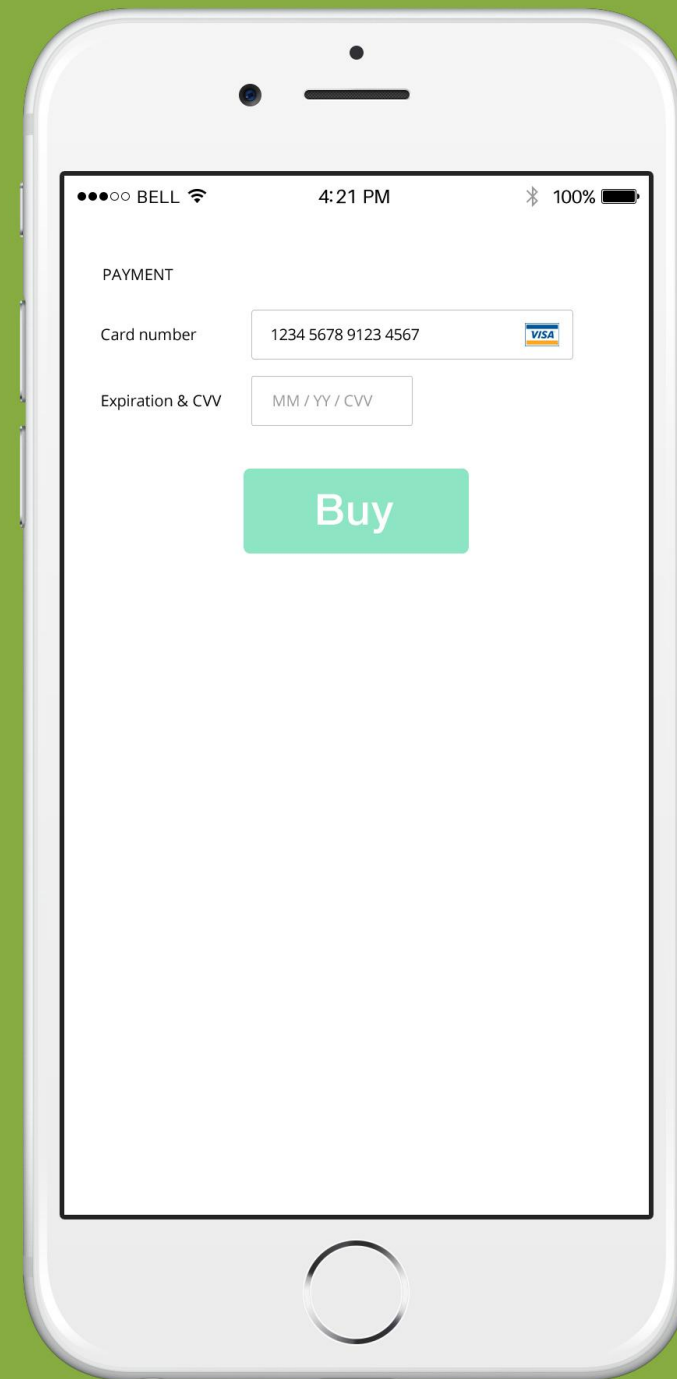 BELL 4:21 PM 100%
PAYMENT
Card number 1234 5678 9123 4567 VISA
Expiration & CVV MM / YY / CVV
Buy